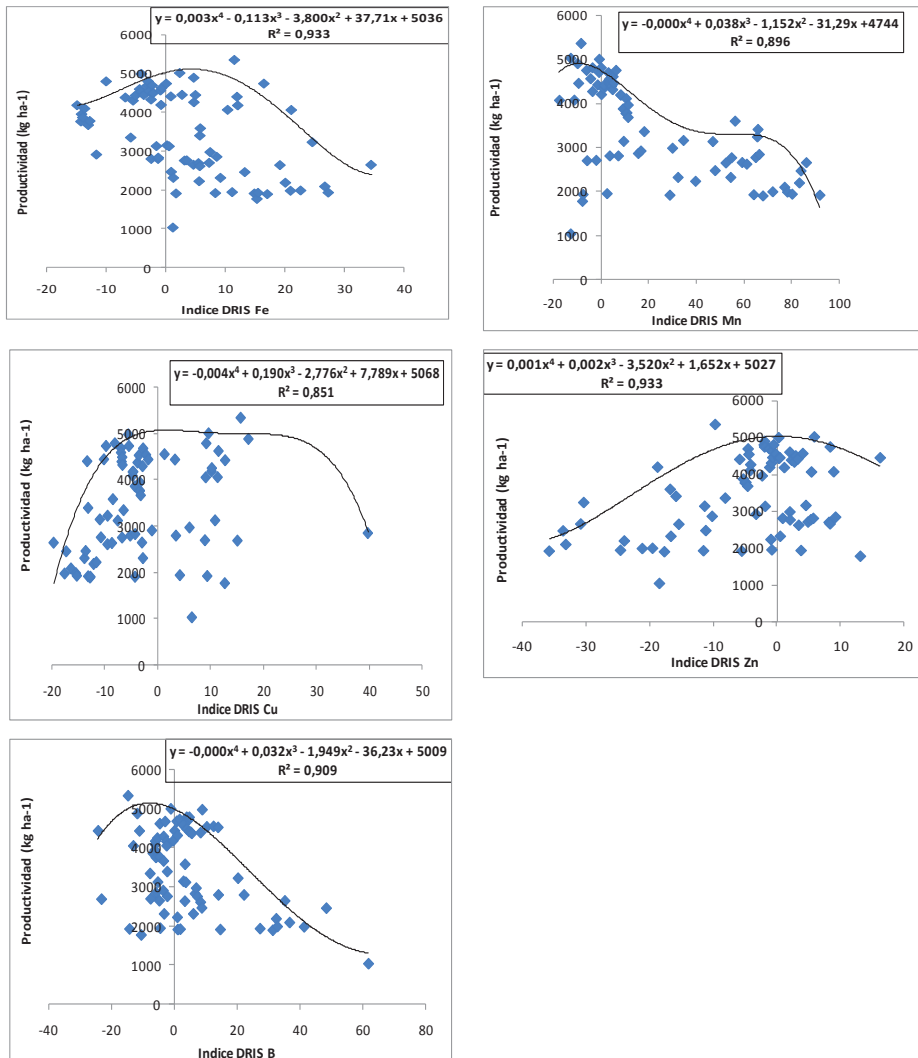 y = 0,003x⁴ - 0,113x³ - 3,800x² + 37,71x + 5036
R² = 0,933
Productividad (kg ha-1)
6000
5000
4000
3000
2000
1000
0
-20 0 20 40
Indice DRIS Fe
y = -0,000x⁴ + 0,038x³ - 1,152x² - 31,29x + 4744
R² = 0,896
Productividad (kg ha-1)
6000
5000
4000
3000
2000
1000
0
-20 0 20 40 60 80 100
Indice DRIS Mn
y = -0,004x⁴ + 0,190x³ - 2,776x² + 7,789x + 5068
R² = 0,851
Productividad (kg ha-1)
6000
5000
4000
3000
2000
1000
0
-20 -10 0 10 20 30 40 50
Indice DRIS Cu
y = 0,001x⁴ + 0,002x³ - 3,520x² + 1,652x + 5027
R² = 0,933
Productividad (kg ha-1)
6000
5000
4000
3000
2000
1000
0
-40 -30 -20 -10 0 10 20
Indice DRIS Zn
y = -0,000x⁴ + 0,032x³ - 1,949x² - 36,23x + 5009
R² = 0,909
Productividad (kg ha-1)
6000
5000
4000
3000
2000
1000
0
-40 -20 0 20 40 60 80
Indice DRIS B